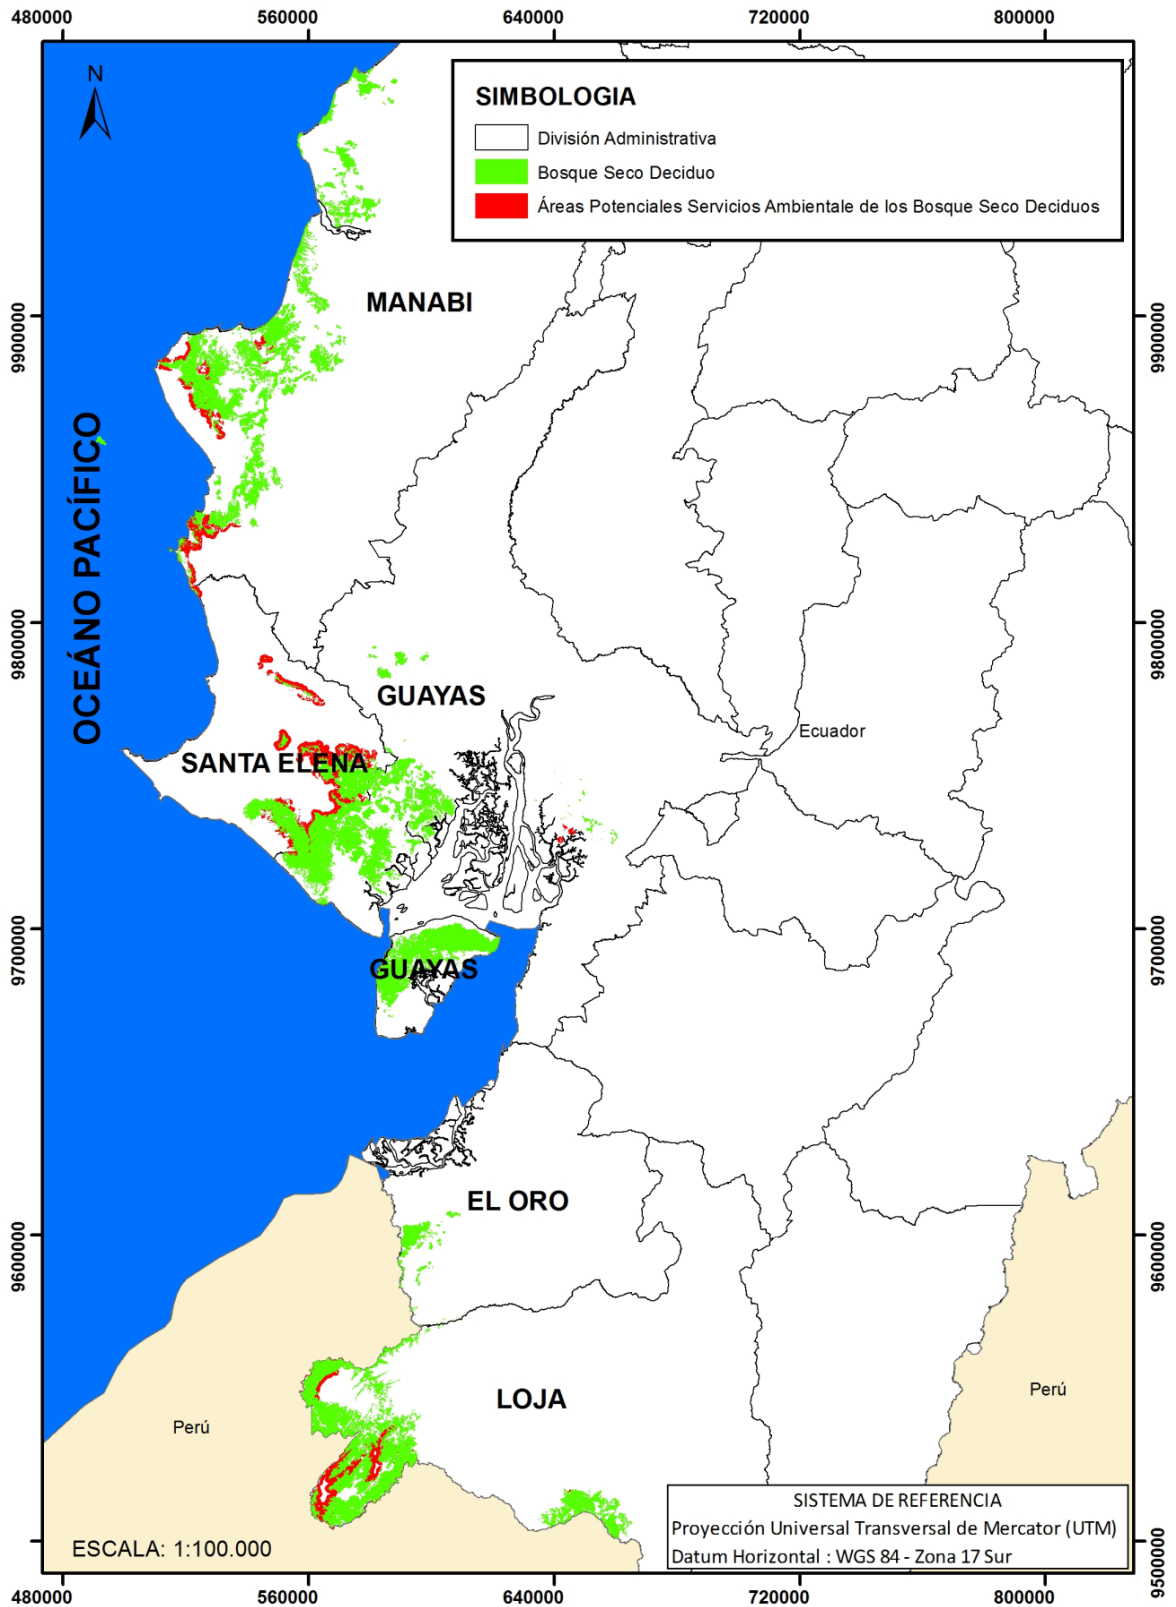 480000 560000 640000 720000 800000
N
SIMBOLOGIA
División Administrativa
Bosque Seco Deciduo
Áreas Potenciales Servicios Ambientale de los Bosque Seco Deciduos
MANABI
9900000
9900000
OCEÁNO PACÍFICO
9800000
9800000
GUAYAS
Ecuador
SANTA ELENA
9700000
9700000
GUAYAS
EL ORO
9600000
9600000
LOJA
Perú
Perú
SISTEMA DE REFERENCIA
Proyección Universal Transversal de Mercator (UTM)
Datum Horizontal : WGS 84 - Zona 17 Sur
ESCALA: 1:100.000
9500000
480000 560000 640000 720000 800000